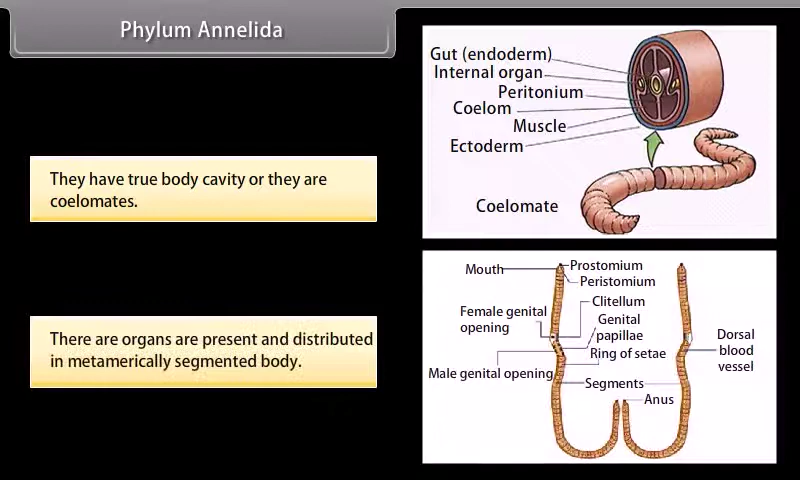 Phylum Annelida
They have true body cavity or they are
coelomates.
There are organs are present and distributed
in metamerically segmented body.
Gut (endoderm)
Internal organ
Peritonium
Coelom
Muscle
Ectoderm
Coelomate
Mouth
Prostomium
Peristomium
Clitellum
Female genital
opening
Genital
papillae
Ring of setae
Male genital opening
Segments
Anus
Dorsal
blood
vessel